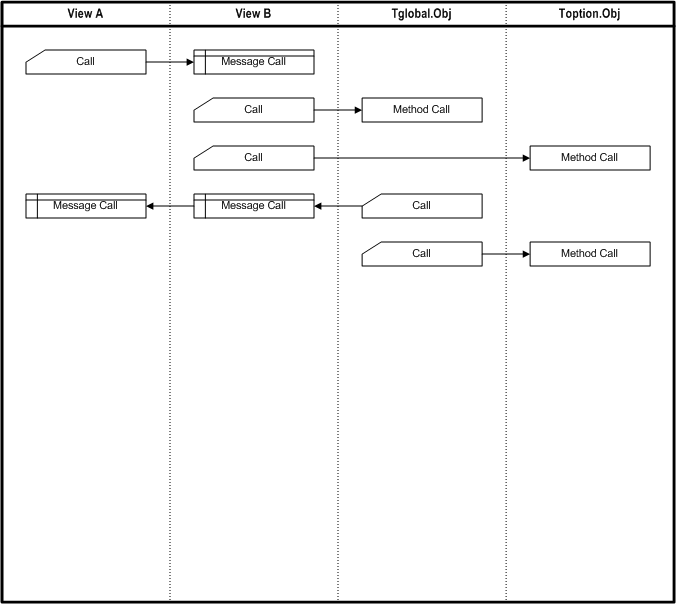 View A View B Tglobal.Obj Toption.Obj
Call Message Call
Call Method Call
Call Method Call
Message Call Message Call Call
Call Method Call